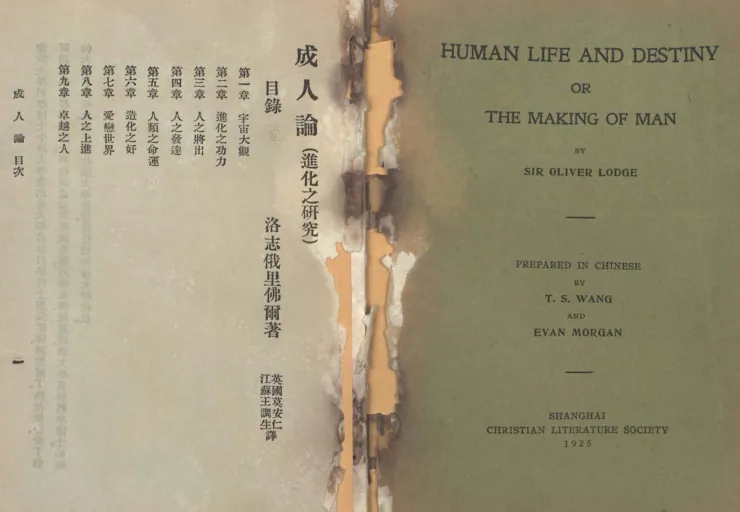 成人論(進化之研究)
目錄
洛志俄里佛爾著
英國莫安仁
江蘇王調生譯
第一章 宇宙大觀
第二章 進化之功力
第三章 人之將出
第四章 人之發達
第五章 人類之命運
第六章 造化之好
第七章 愛戀世界
第八章 人之上進
第九章 卓越之人
成人論目次
一
HUMAN LIFE AND DESTINY
OR
THE MAKING OF MAN
BY
SIR OLIVER LODGE
PREPARED IN CHINESE
BY
T. S. WANG
AND
EVAN MORGAN
SHANGHAI
CHRISTIAN LITERATURE SOCIETY
1925